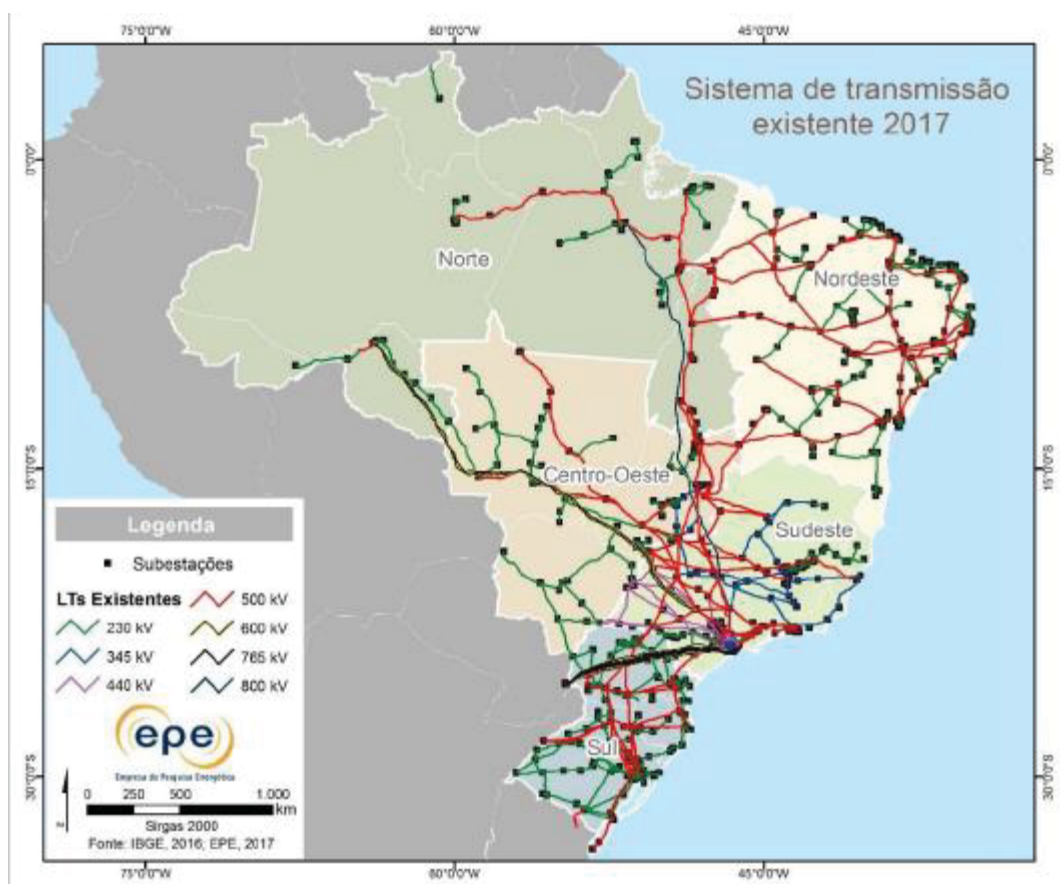 75°0'0"W 60°0'0"W 45°0'0"W
Sistema de transmissão
existente 2017
0°0'0" 0°0'0"
Norte
Nordeste
15°0'0"S 15°0'0"S
Centro-Oeste
Sudeste
Legenda
Subestações
LTs Existentes 500 kV
230 kV 600 kV
345 kV 765 kV
440 kV 800 kV
epe
Empresa de Pesquisa Energética
Sul
30°0'0"S 30°0'0"S
0 250 500 1.000
km
Sirgas 2000
Fonte: IBGE, 2016; EPE, 2017
75°0'0"W 60°0'0"W 45°0'0"W